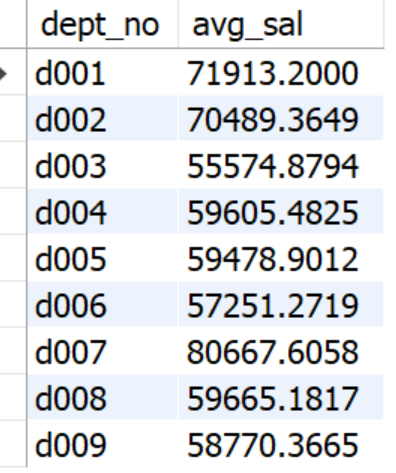 dept_no avg_sal
d001 71913.2000
d002 70489.3649
d003 55574.8794
d004 59605.4825
d005 59478.9012
d006 57251.2719
d007 80667.6058
d008 59665.1817
d009 58770.3665